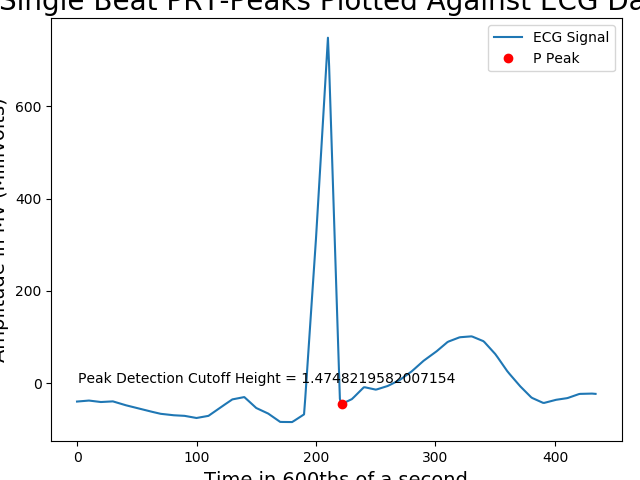 Single Beat PRT-Peaks Plotted Against ECG Da
ECG Signal
P Peak
Amplitude in MV (MilliVolts)
600
400
200
0
Peak Detection Cutoff Height = 1.4748219582007154
0 100 200 300 400
Time in 600ths of a second